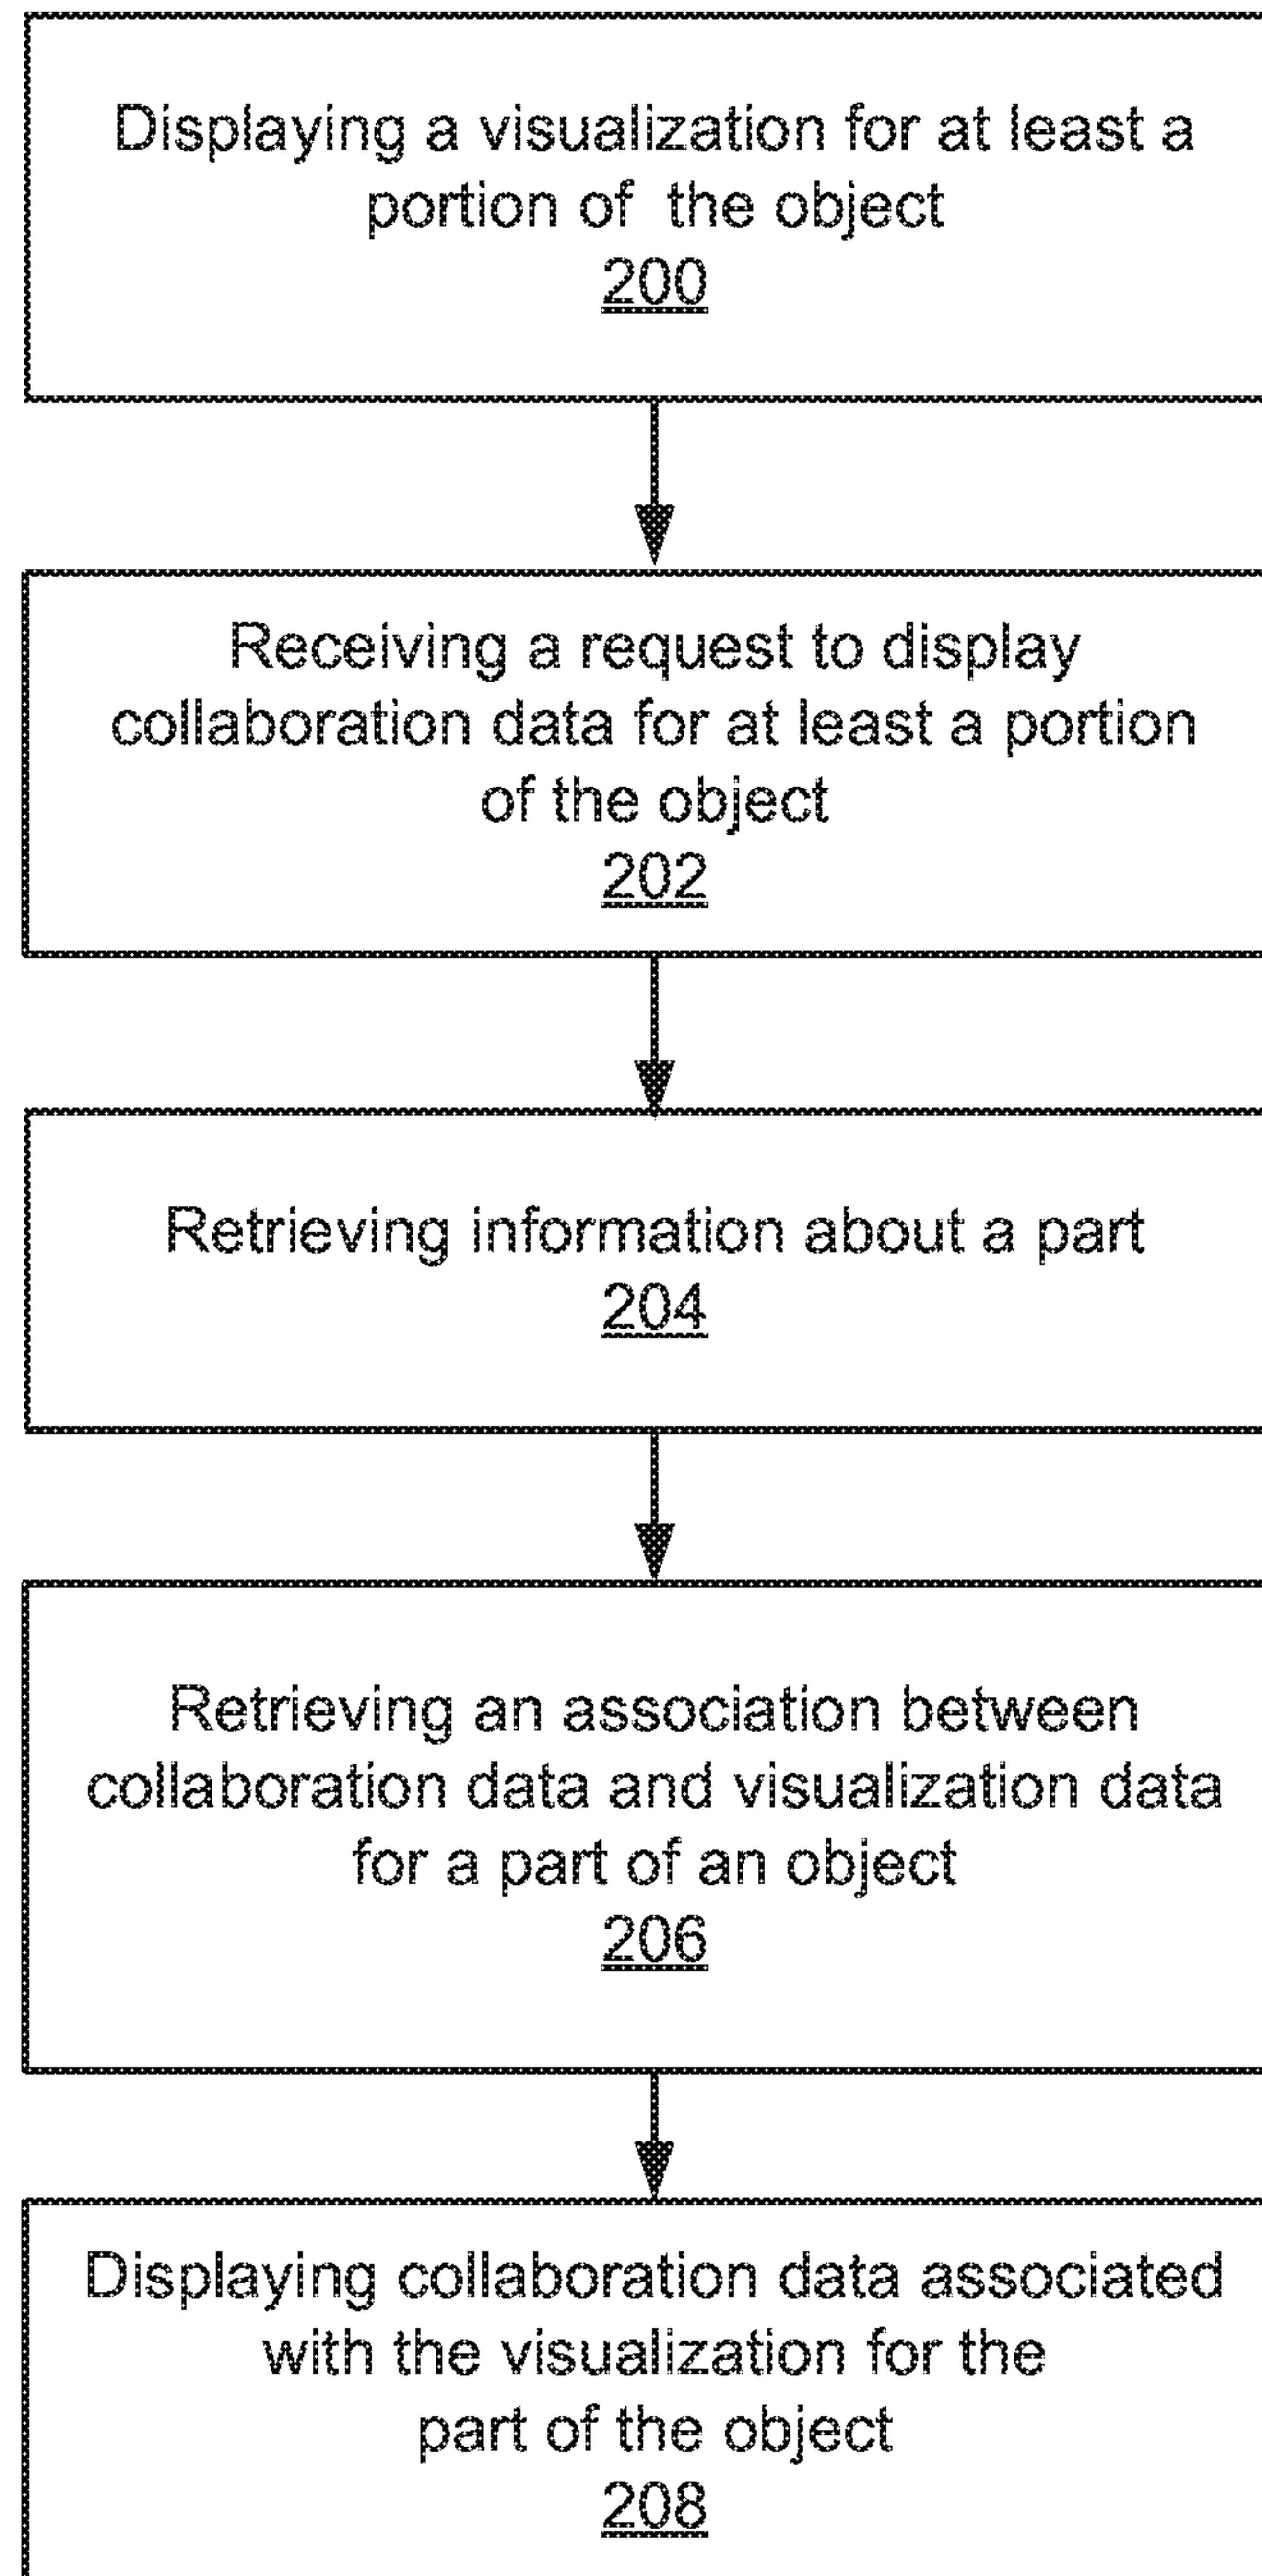 Displaying a visualization for at least a
portion of the object
200
Receiving a request to display
collaboration data for at least a portion
of the object
202
Retrieving information about a part
204
Retrieving an association between
collaboration data and visualization data
for a part of an object
206
Displaying collaboration data associated
with the visualization for the
part of the object
208